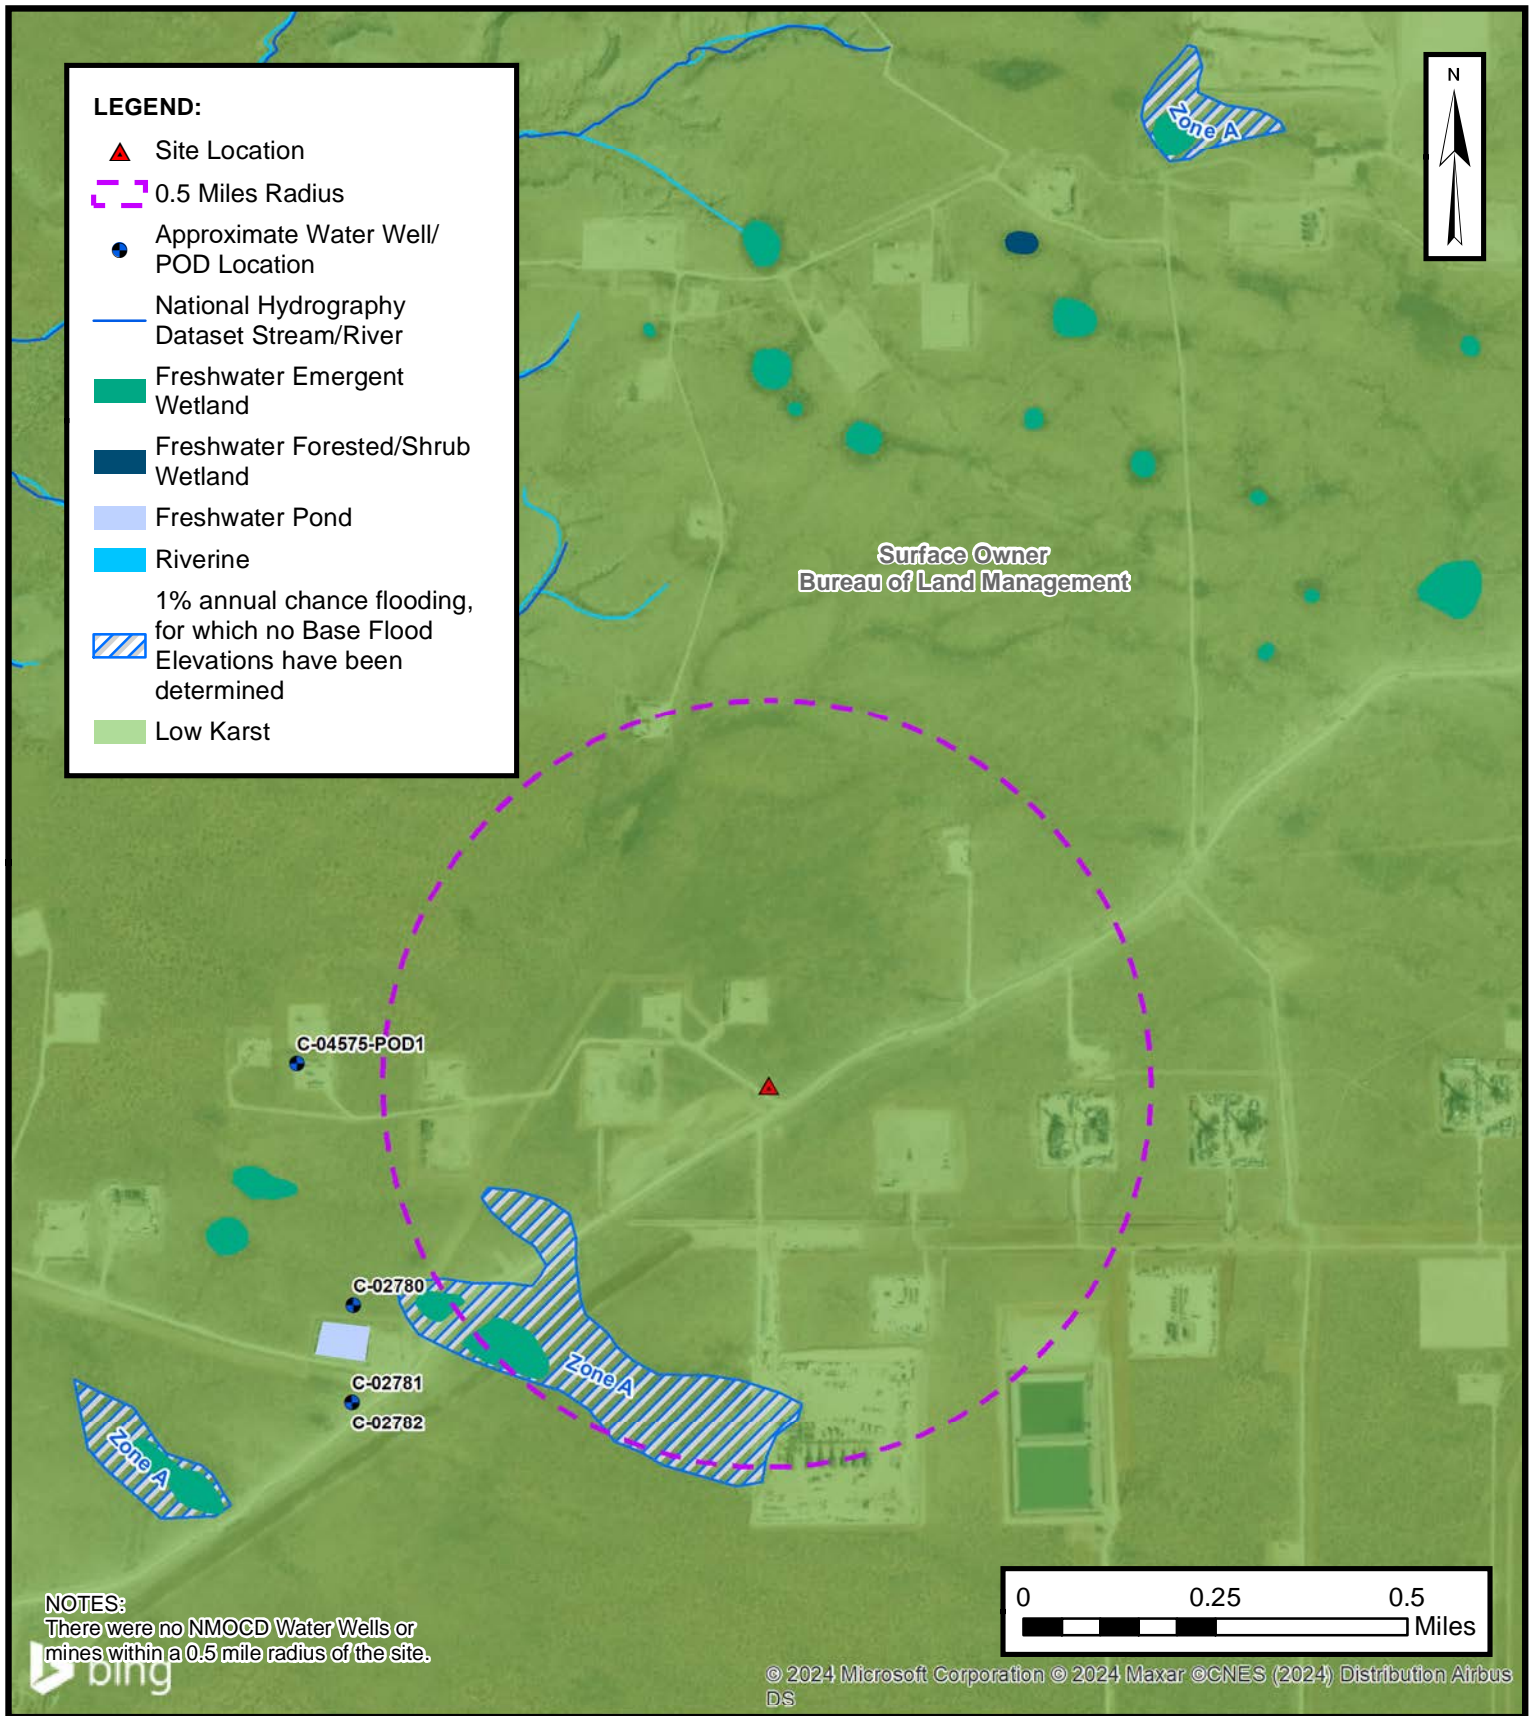 LEGEND:
Site Location
0.5 Miles Radius
Approximate Water Well/
POD Location
National Hydrography
Dataset Stream/River
Freshwater Emergent
Wetland
Freshwater Forested/Shrub
Wetland
Freshwater Pond
Riverine
1% annual chance flooding,
for which no Base Flood
Elevations have been
determined
Low Karst
N
Zone A
Surface Owner
Bureau of Land Management
C-04575-POD1
C-02780
Zone A
C-02781
C-02782
Zone A
NOTES:
There were no NMOCD Water Wells or
mines within a 0.5 mile radius of the site.
bing
0 0.25 0.5
Miles
© 2024 Microsoft Corporation © 2024 Maxar ©CNES (2024) Distribution Airbus
DS